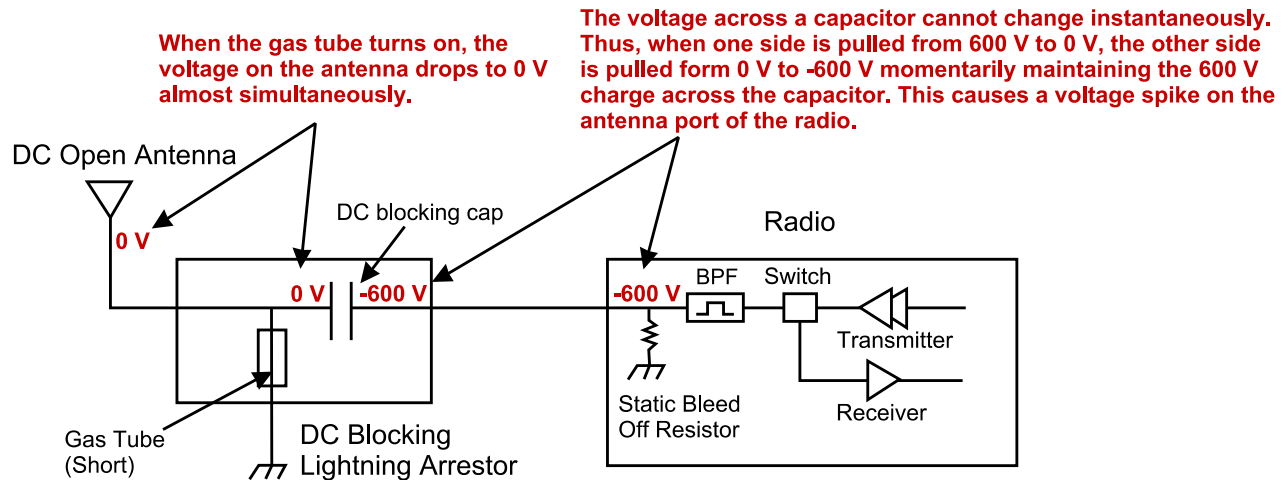 When the gas tube turns on, the
voltage on the antenna drops to 0 V
almost simultaneously.
The voltage across a capacitor cannot change instantaneously.
Thus, when one side is pulled from 600 V to 0 V, the other side
is pulled form 0 V to -600 V momentarily maintaining the 600 V
charge across the capacitor. This causes a voltage spike on the
antenna port of the radio.
DC Open Antenna
0 V
DC blocking cap
0 V
-600 V
Radio
-600 V
BPF
Switch
Transmitter
Receiver
Static Bleed
Off Resistor
Gas Tube
(Short)
DC Blocking
Lightning Arrestor